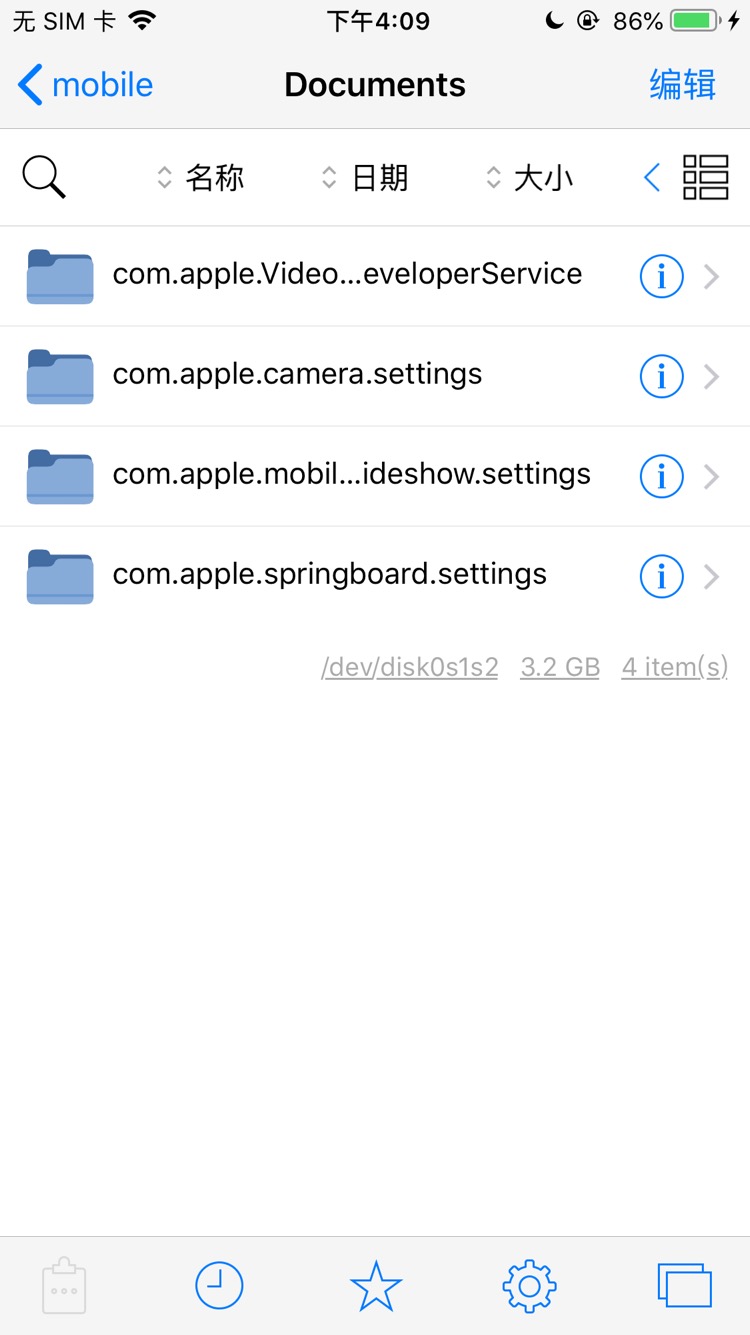 无 SIM 卡 下午4:09 86%
mobile Documents 编辑
名称 日期 大小
com.apple.Video...eveloperService
com.apple.camera.settings
com.apple.mobil...ideshow.settings
com.apple.springboard.settings
/dev/disk0s1s2 3.2 GB 4 item(s)